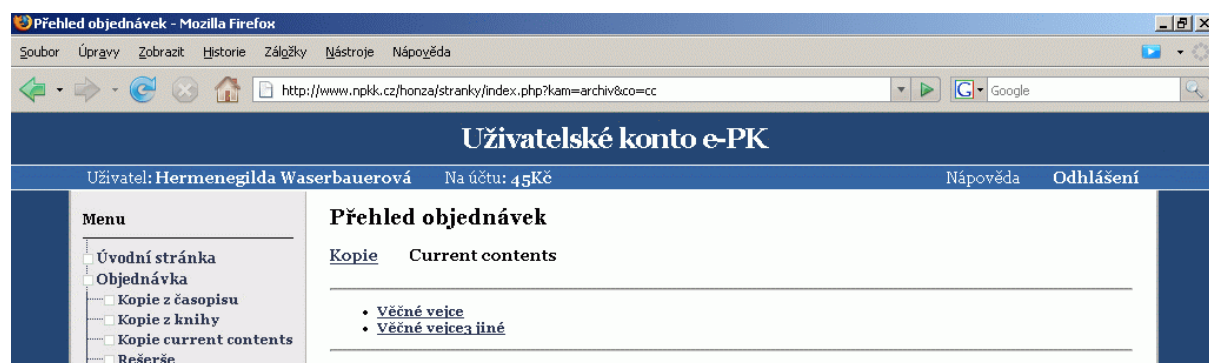 Přehled objednávek - Mozilla Firefox
Soubor Úpravy Zobrazit Historie Záložky Nástroje Nápověda
http://www.npkk.cz/honza/stranky/index.php?kam=archiv&co=cc G Google
Uživatelské konto e-PK
Uživatel: Hermenegilda Waserbauerová Na účtu: 45Kč Nápověda Odhlášení
Menu
Úvodní stránka
Objednávka
Kopie z časopisu
Kopie z knihy
Kopie current contents
Rešerše
Přehled objednávek
Kopie Current contents
Věčné vejce
Věčné vejce3 jiné